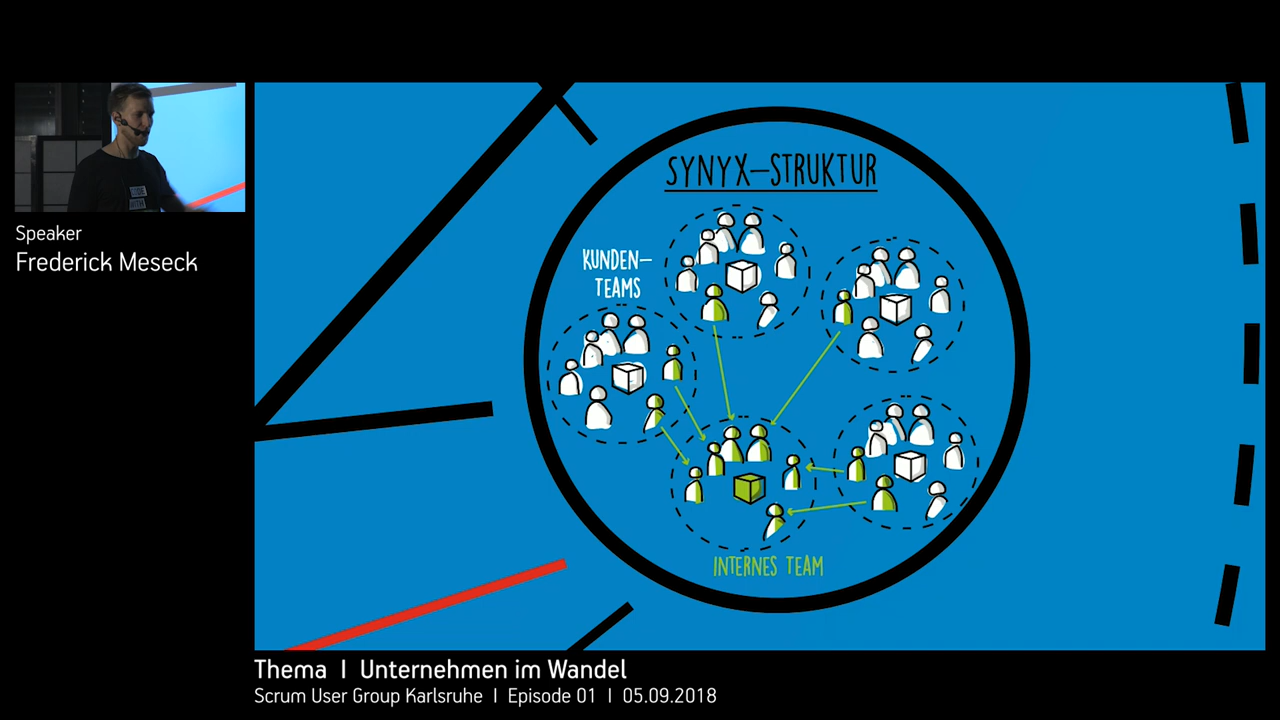 Speaker
Frederick Meseck
SYNYX-STRUKTUR
KUNDEN-
TEAMS
INTERNES TEAM
Thema I Unternehmen im Wandel
Scrum User Group Karlsruhe I Episode 01 I 05.09.2018